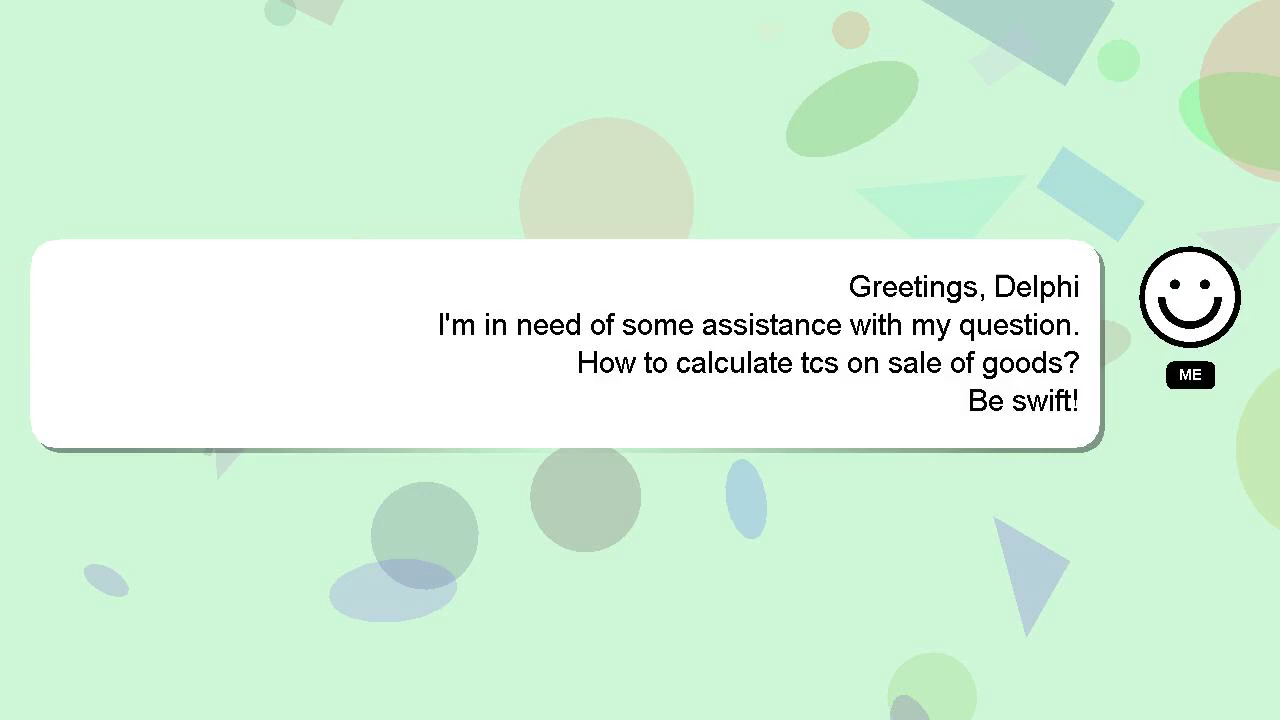 Greetings, Delphi
I'm in need of some assistance with my question.
How to calculate tcs on sale of goods?
Be swift!
ME